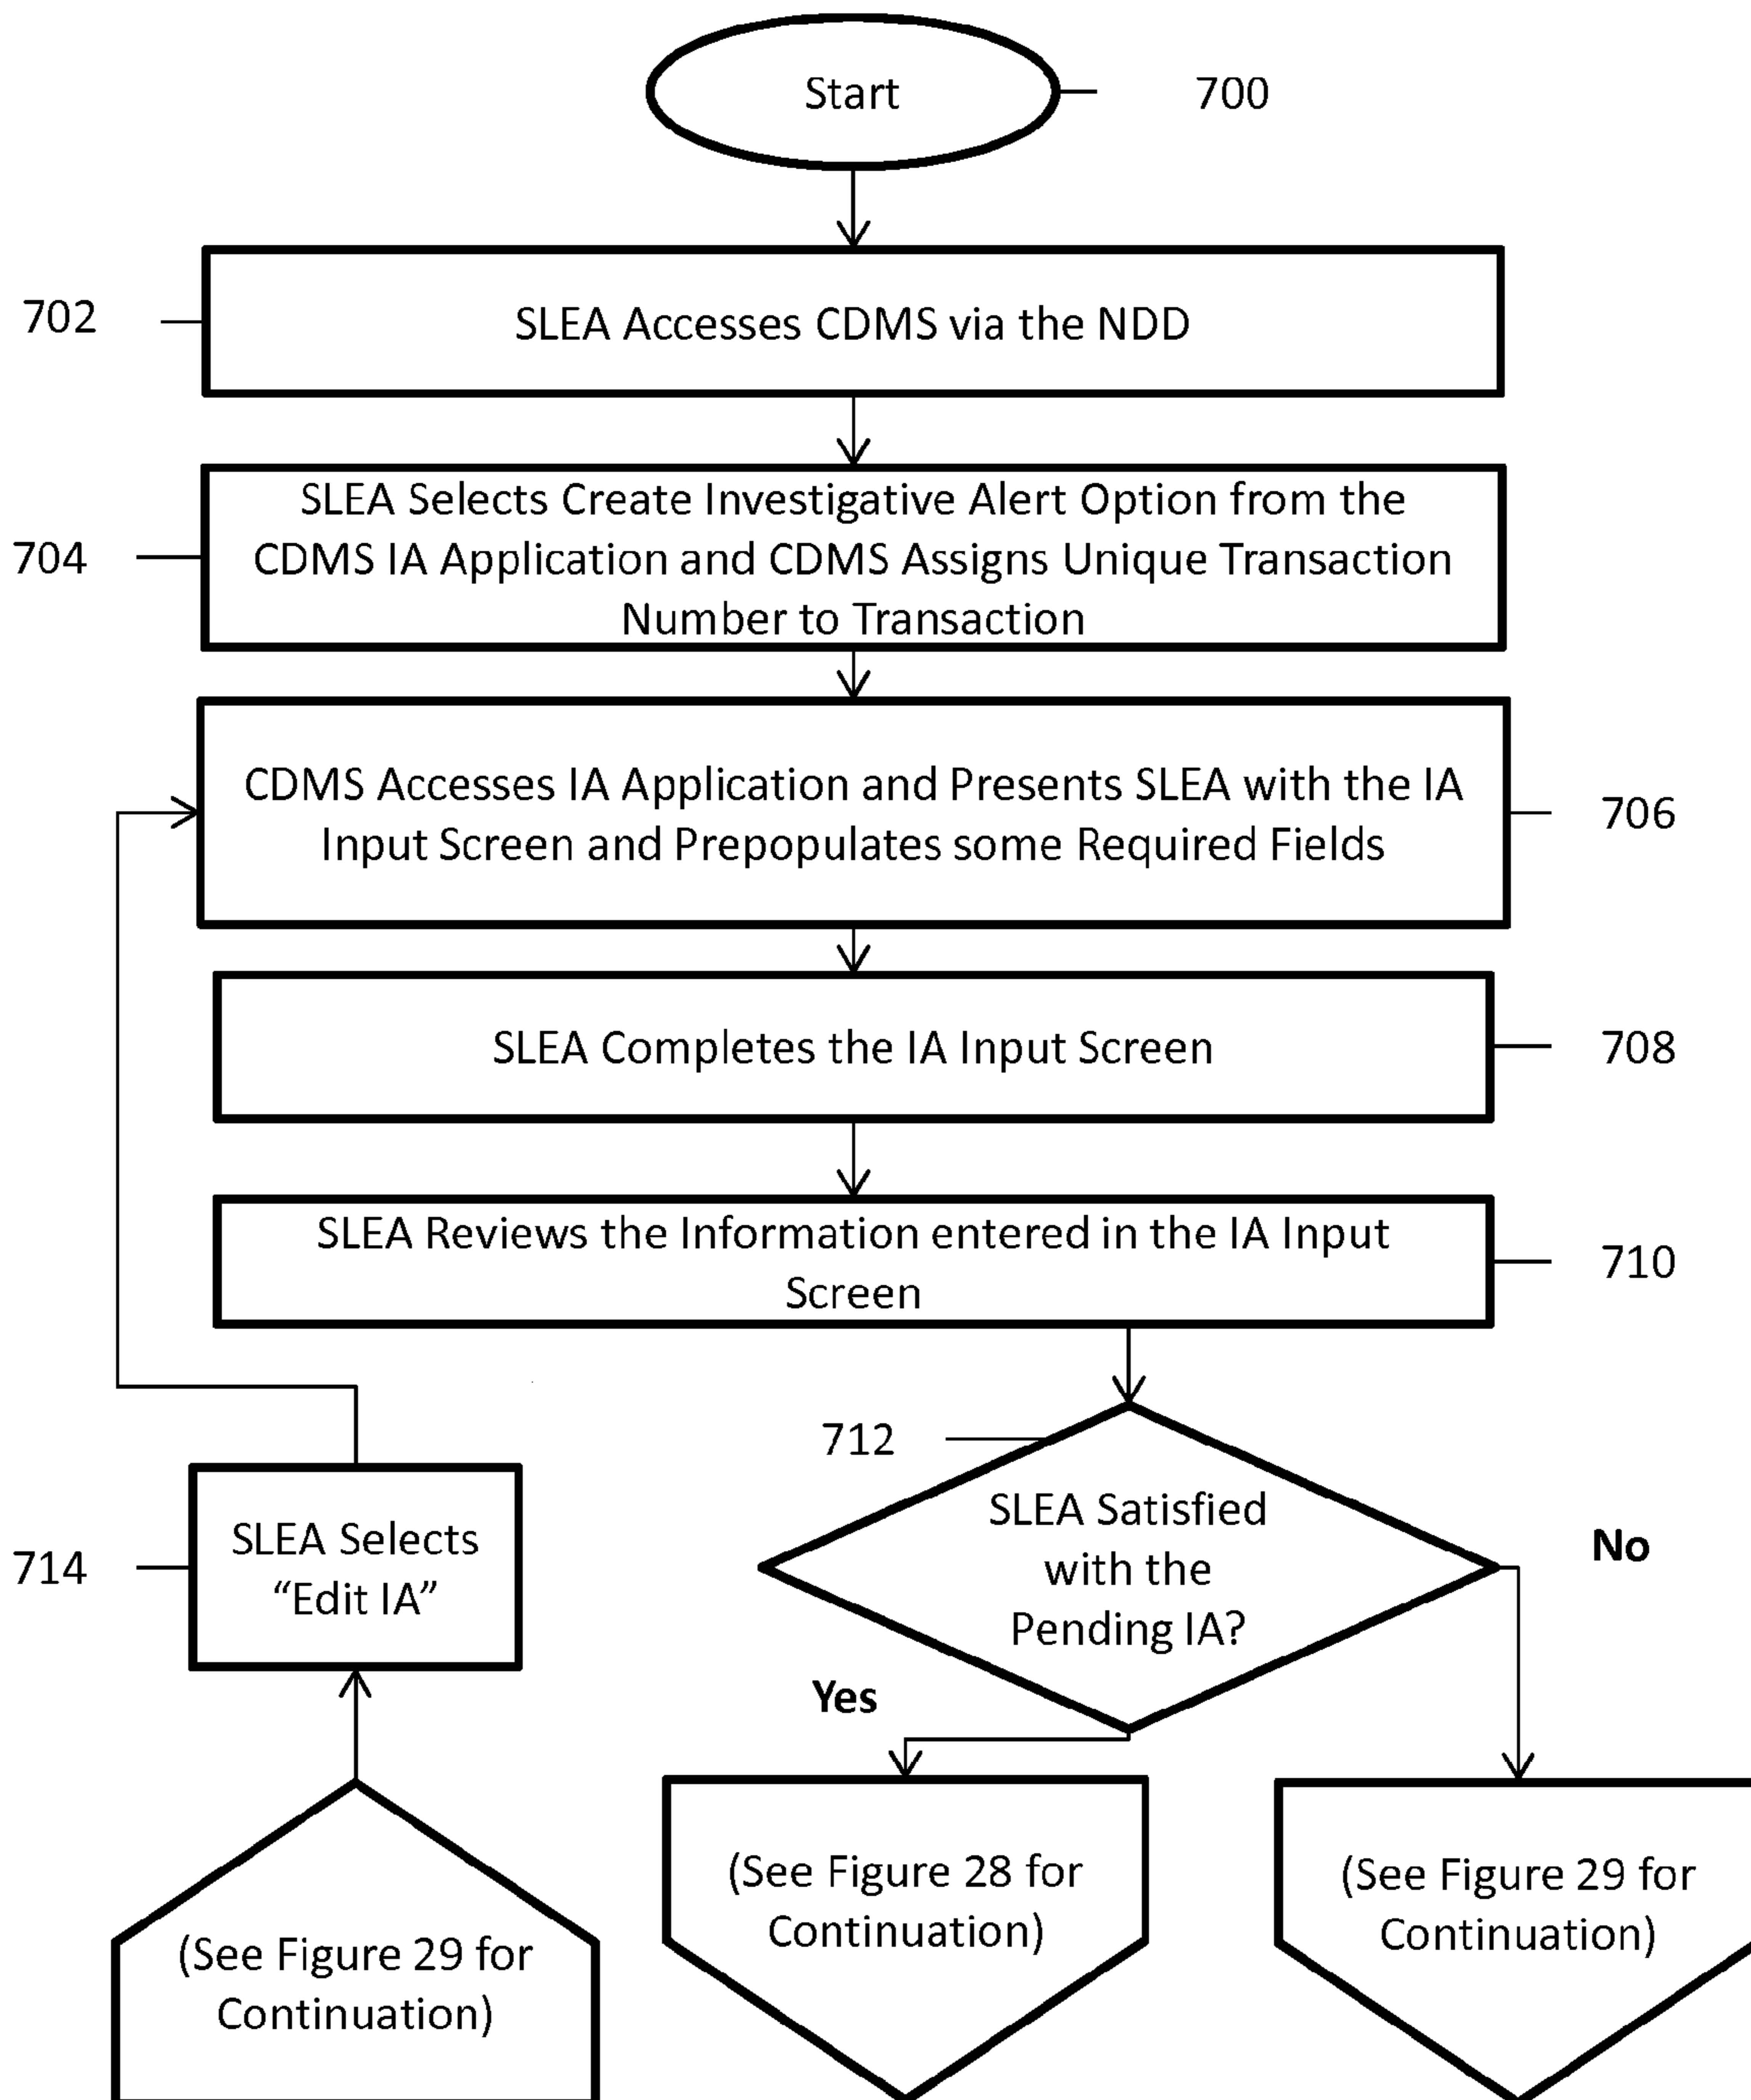 Start
700
702
SLEA Accesses CDMS via the NDD
SLEA Selects Create Investigative Alert Option from the
704
CDMS IA Application and CDMS Assigns Unique Transaction
Number to Transaction
CDMS Accesses IA Application and Presents SLEA with the IA
706
Input Screen and Prepopulates some Required Fields
SLEA Completes the IA Input Screen
708
SLEA Reviews the Information entered in the IA Input
710
Screen
712
SLEA Satisfied
with the
Pending IA?
No
714
SLEA Selects
“Edit IA”
Yes
(See Figure 28 for
Continuation)
(See Figure 29 for
Continuation)
(See Figure 29 for
Continuation)